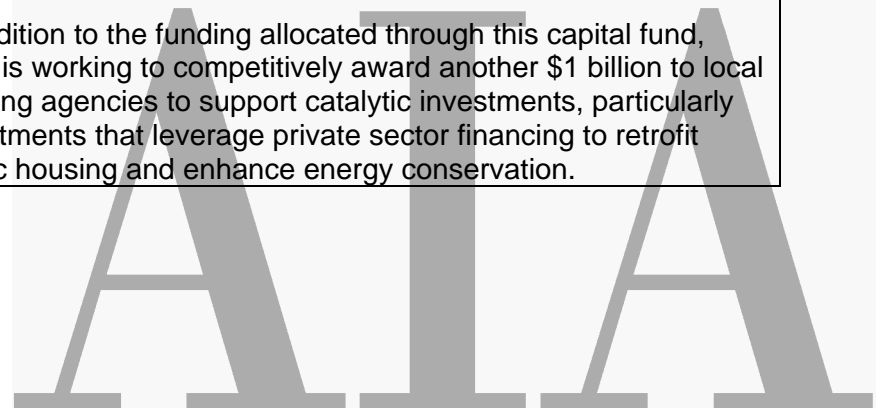 dition to the funding allocated through this capital fund,
is working to competitively award another $1 billion to local
ng agencies to support catalytic investments, particularly
tments that leverage private sector financing to retrofit
c housing and enhance energy conservation.
AIA